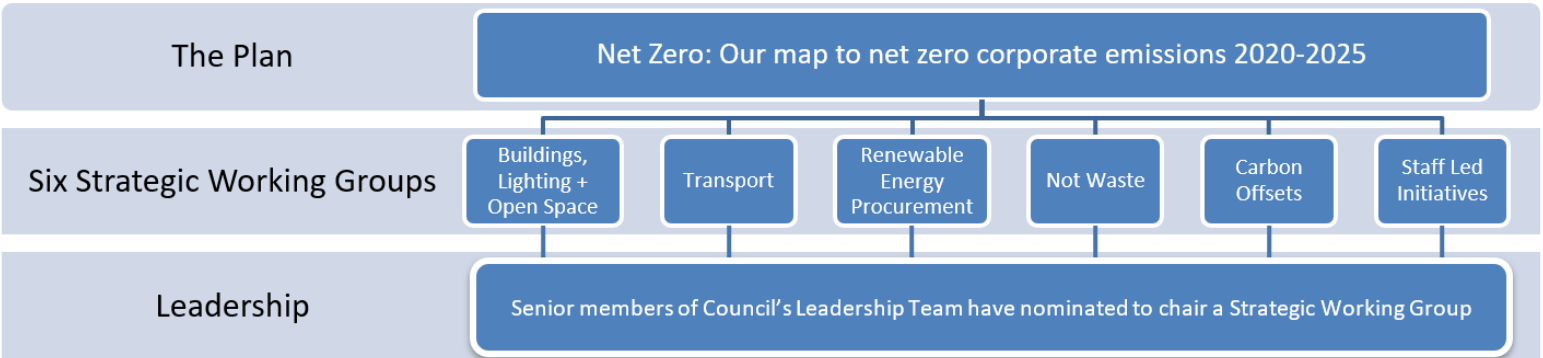 The Plan
Net Zero: Our map to net zero corporate emissions 2020-2025
Six Strategic Working Groups
Buildings,
Lighting +
Open Space
Transport
Renewable
Energy
Procurement
Not Waste
Carbon
Offsets
Staff Led
Initiatives
Leadership
Senior members of Council’s Leadership Team have nominated to chair a Strategic Working Group